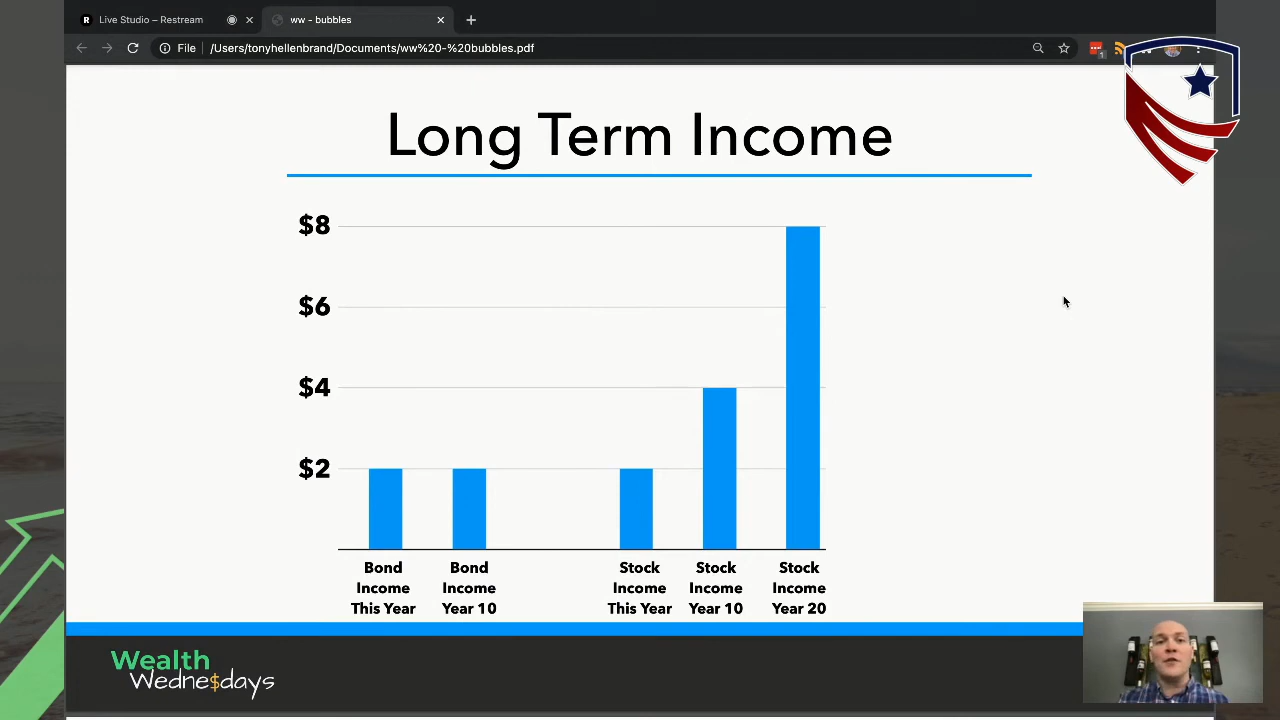 Live Studio – Restream
ww - bubbles
File
/Users/tonyhellenbrand/Documents/ww%20-%20bubbles.pdf
1
Long Term Income
$8
$6
$4
$2
Bond
Income
This Year
Bond
Income
Year 10
Stock
Income
This Year
Stock
Income
Year 10
Stock
Income
Year 20
Wealth
Wedne$days